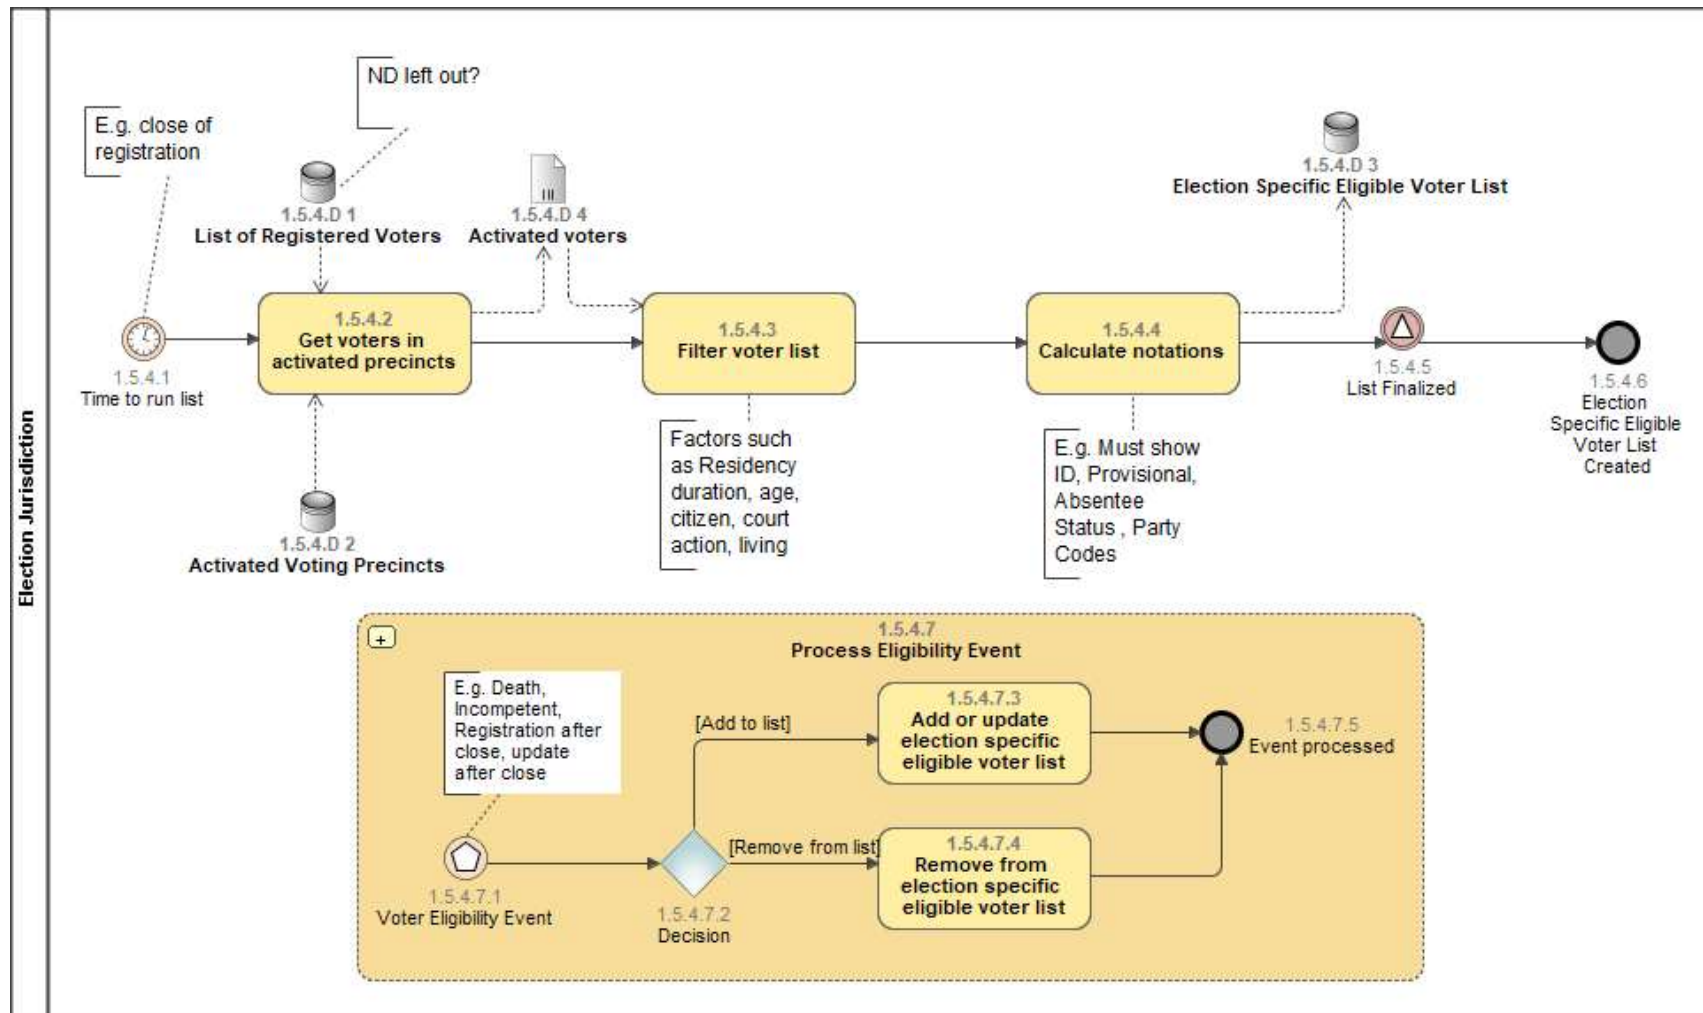 Election Jurisdiction
ND left out?
E.g. close of
registration
1.5.4.D 1
List of Registered Voters
1.5.4.D 4
Activated voters
1.5.4.D 3
Election Specific Eligible Voter List
1.5.4.1
Time to run list
1.5.4.2
Get voters in
activated precincts
1.5.4.3
Filter voter list
1.5.4.4
Calculate notations
1.5.4.5
List Finalized
1.5.4.6
Election
Specific Eligible
Voter List
Created
1.5.4.D 2
Activated Voting Precincts
Factors such
as Residency
duration, age,
citizen, court
action, living
E.g. Must show
ID, Provisional,
Absentee
Status , Party
Codes
+
1.5.4.7
Process Eligibility Event
E.g. Death,
Incompetent,
Registration after
close, update
after close
1.5.4.7.1
Voter Eligibility Event
1.5.4.7.2
Decision
[Add to list]
[Remove from list]
1.5.4.7.3
Add or update
election specific
eligible voter list
1.5.4.7.4
Remove from
election specific
eligible voter list
1.5.4.7.5
Event processed